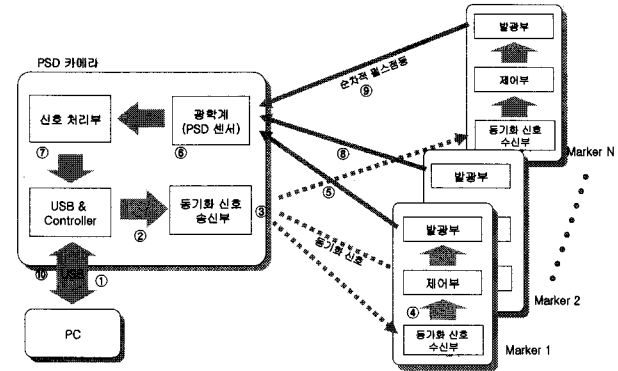 PSD 카메라
신호 처리부
⑦
광학계
(PSD 센서)
⑥
USB &
Controller
②
동기화 신호
송신부
③
⑩
USB
①
PC
순차적 펄스점등
⑨
⑧
⑤
동기화 신호
발광부
제어부
동기화 신호
수신부
Marker N
발광부
Marker 2
발광부
제어부
④
동기화 신호
수신부
Marker 1